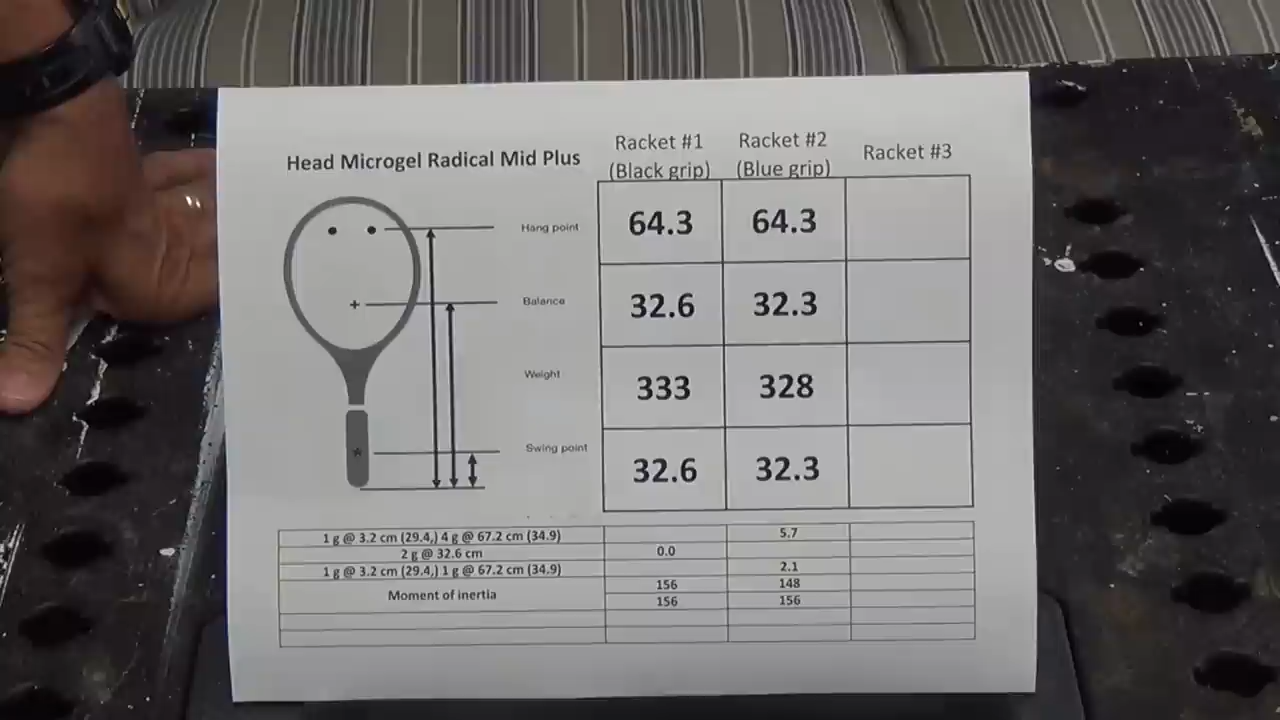 Head Microgel Radical Mid Plus
Racket #1
(Black grip)
Racket #2
(Blue grip)
Racket #3
Hang point
64.3
64.3
Balance
32.6
32.3
Weight
333
328
Swing point
32.6
32.3
1 g @ 3.2 cm (29.4,) 4 g @ 67.2 cm (34.9)
5.7
2 g @ 32.6 cm
0.0
1 g @ 3.2 cm (29.4,) 1 g @ 67.2 cm (34.9)
2.1
Moment of inertia
156
148
156
156